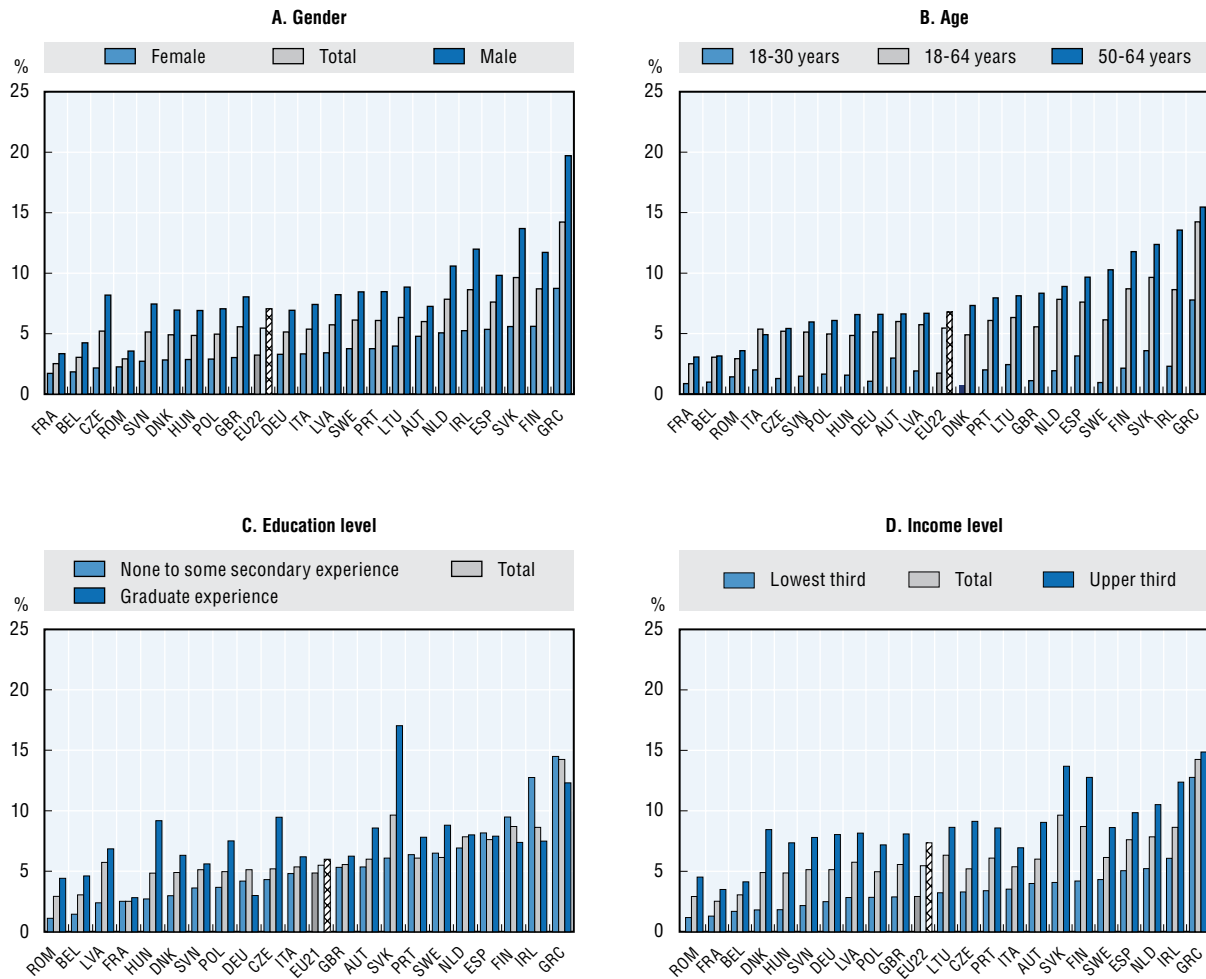 A. Gender
Female Total Male
%
25
20
15
10
5
0
FRA BEL CZE ROM SVN DNK HUN POL GBR EU22 DEU ITA LVA SWE PRT LTU AUT NLD IRL ESP SVK FIN GRC
B. Age
18-30 years 18-64 years 50-64 years
%
25
20
15
10
5
0
FRA BEL ROM ITA CZE SVN POL HUN DEU AUT LVA EU22 DNK PRT LTU GBR NLD ESP SWE FIN SVK IRL GRC
C. Education level
None to some secondary experience Total
Graduate experience
%
25
20
15
10
5
0
ROM BEL LVA FRA HUN DNK SVN POL DEU CZE ITA EU21 GBR AUT SVK PRT SWE NLD ESP FIN IRL GRC
D. Income level
Lowest third Total Upper third
%
25
20
15
10
5
0
ROM FRA BEL DNK HUN SVN DEU LVA POL GBR EU22 LTU CZE PRT ITA AUT SVK FIN SWE ESP NLD IRL GRC